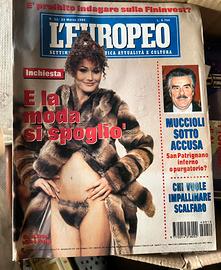 E' proibito indagare sulla Fininvest?
L'EUROPEO
Inchiesta
E la
moda
si spogliò
MUCCIOLI
SOTTO
ACCUSA
San Patrignano
inferno
o purgatorio?
CHI VUOLE
IMPALLINARE
SCALFARO